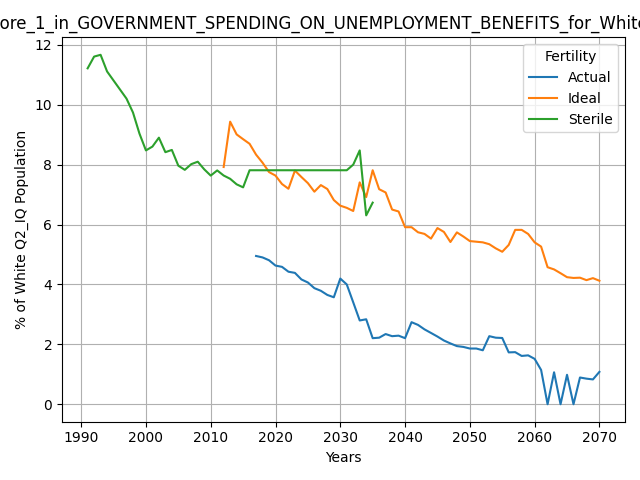 ore_1_in_GOVERNMENT_SPENDING_ON_UNEMPLOYMENT_BENEFITS_for_White
12
10
8
6
4
2
0
% of White Q2_IQ Population
Fertility
Actual
Ideal
Sterile
1990 2000 2010 2020 2030 2040 2050 2060 2070
Years